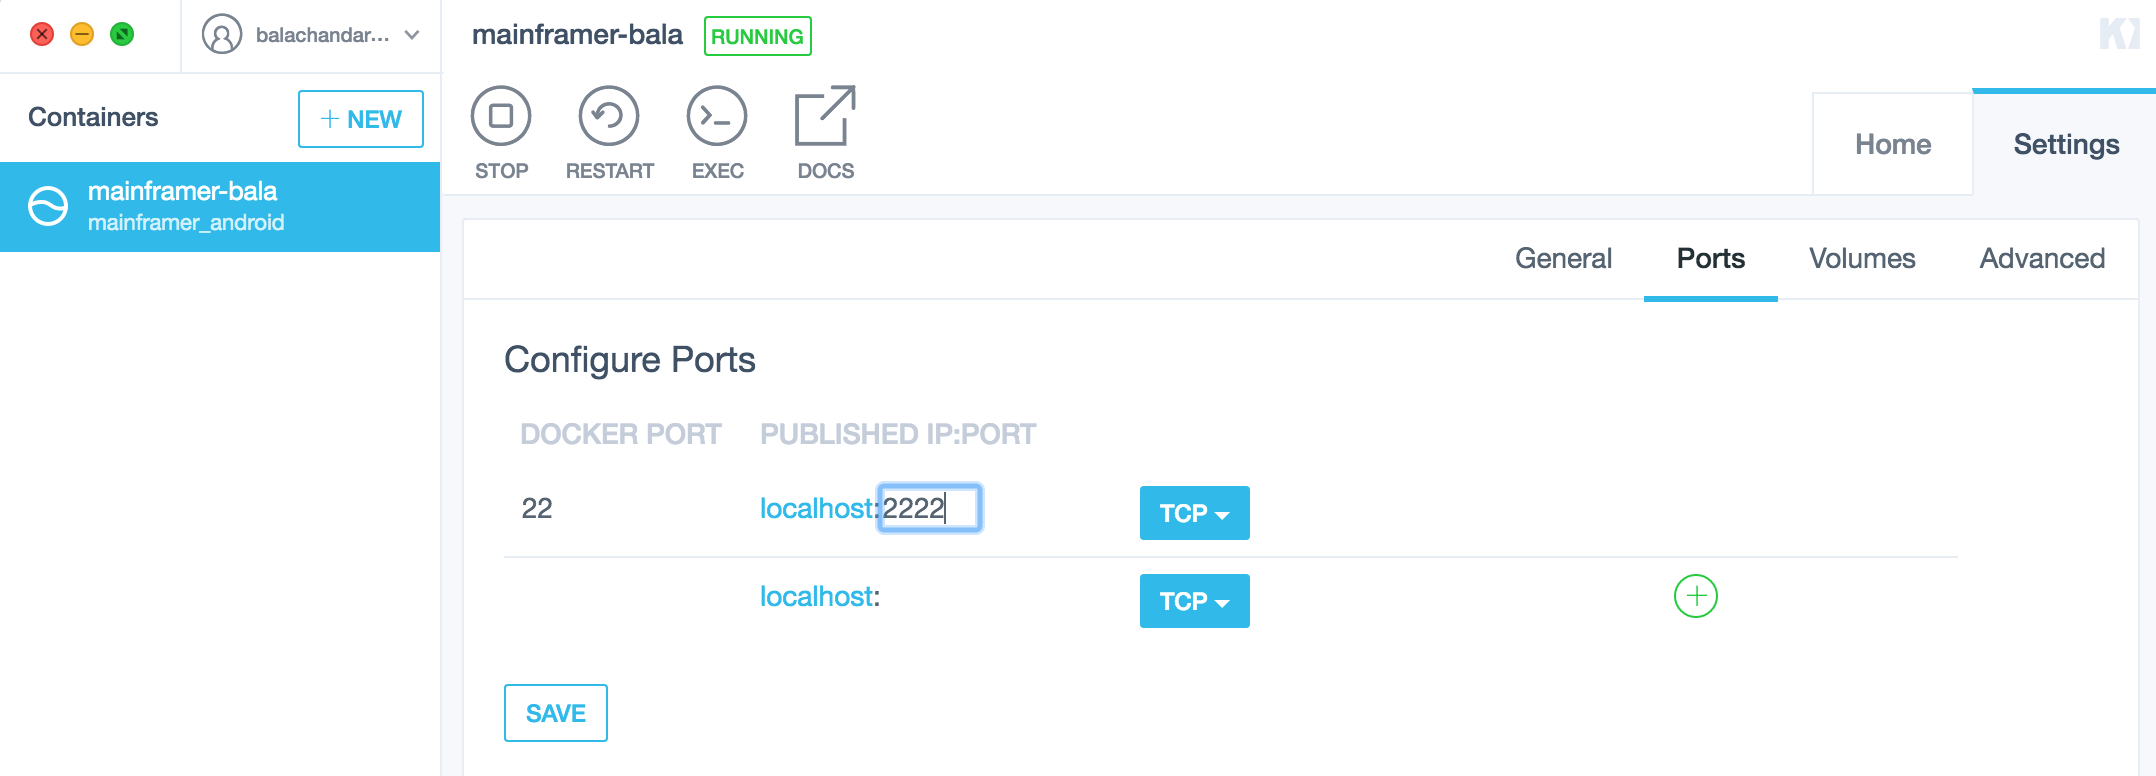 balachandar...
mainframer-bala
RUNNING
Containers
+ NEW
mainframer-bala
mainframer_android
STOP
RESTART
EXEC
DOCS
Home
Settings
General
Ports
Volumes
Advanced
Configure Ports
DOCKER PORT
PUBLISHED IP:PORT
22
localhost:2222
TCP
localhost:
TCP
SAVE